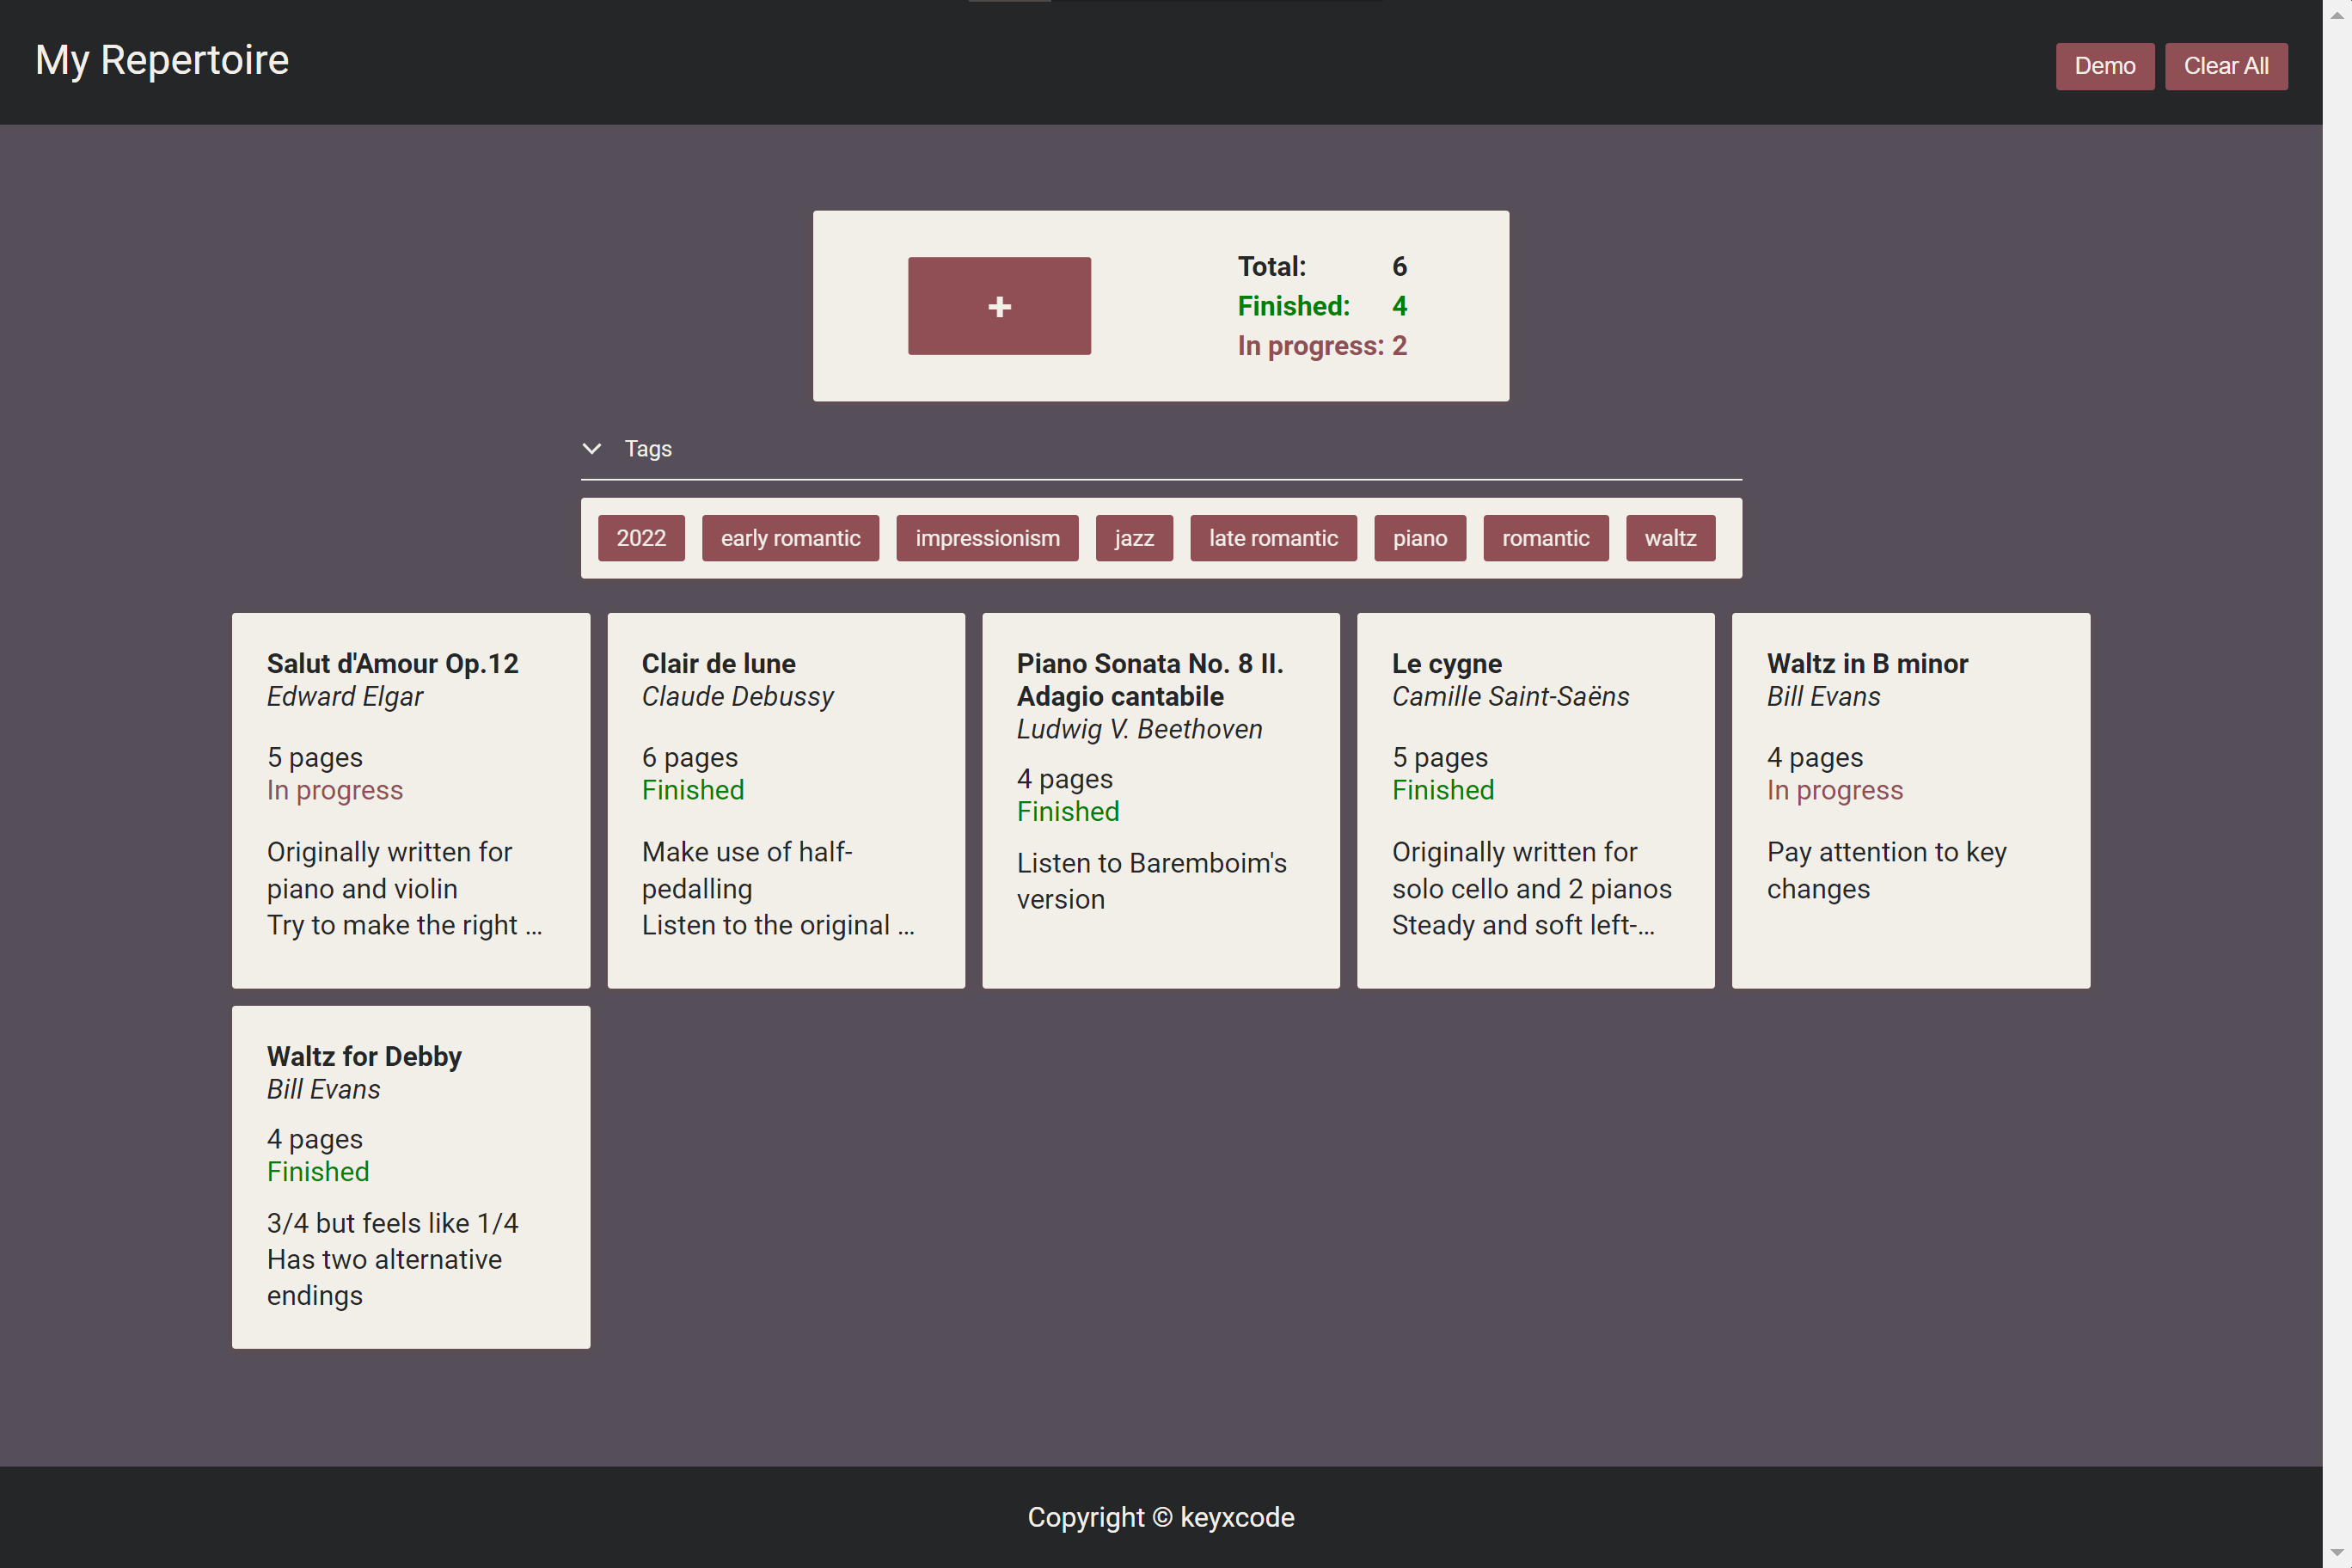 My Repertoire
Demo
Clear All
+
Total: 6
Finished: 4
In progress: 2
Tags
2022
early romantic
impressionism
jazz
late romantic
piano
romantic
waltz
Salut d'Amour Op.12
Edward Elgar
5 pages
In progress
Originally written for
piano and violin
Try to make the right ...
Clair de lune
Claude Debussy
6 pages
Finished
Make use of half-
pedalling
Listen to the original ...
Piano Sonata No. 8 II.
Adagio cantabile
Ludwig V. Beethoven
4 pages
Finished
Listen to Baremboim's
version
Le cygne
Camille Saint-Saëns
5 pages
Finished
Originally written for
solo cello and 2 pianos
Steady and soft left-...
Waltz in B minor
Bill Evans
4 pages
In progress
Pay attention to key
changes
Waltz for Debby
Bill Evans
4 pages
Finished
3/4 but feels like 1/4
Has two alternative
endings
Copyright © keyxcode